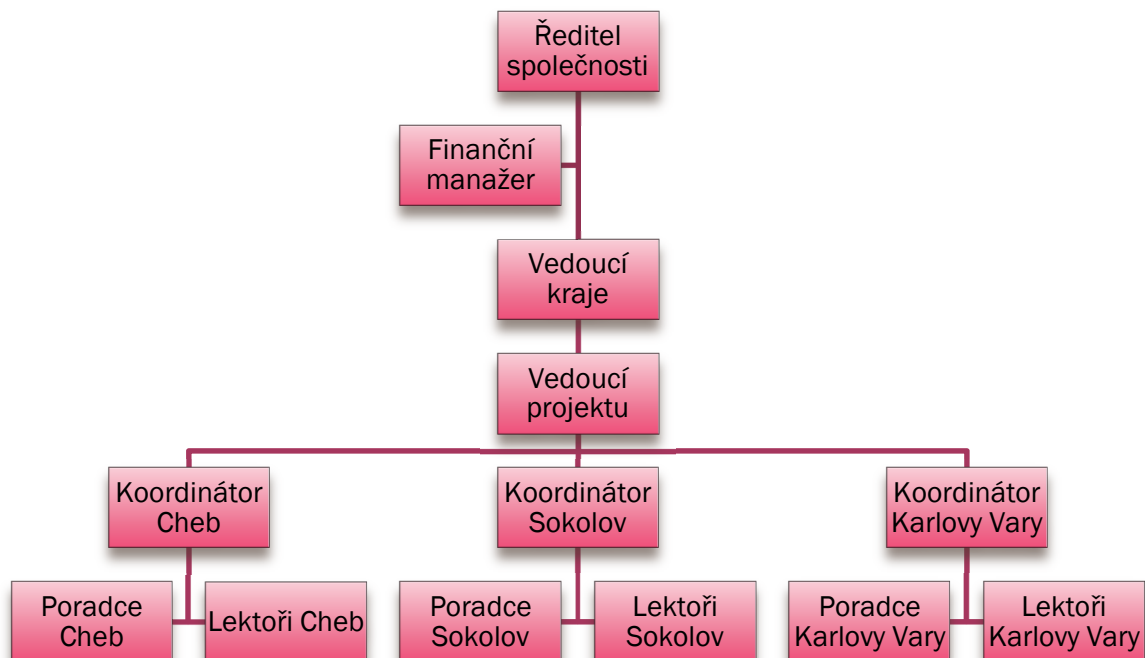 Ředitel
společnosti
Finanční
manažer
Vedoucí
kraje
Vedoucí
projektu
Koordinátor
Cheb
Koordinátor
Sokolov
Koordinátor
Karlovy Vary
Poradce
Cheb
Lektoři Cheb
Poradce
Sokolov
Lektoři
Sokolov
Poradce
Karlovy Vary
Lektoři
Karlovy Vary